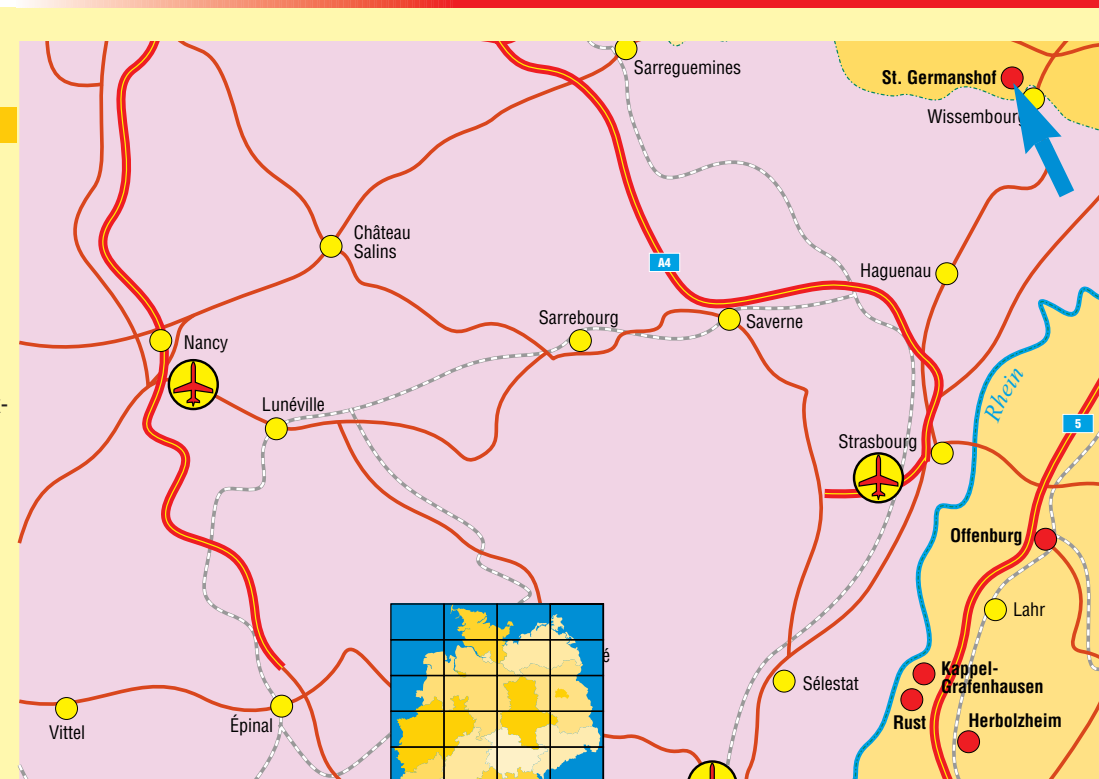 Sarreguemines
St. Germanshof
Wissembourg
Château
Salins
A4
Haguenau
Sarrebourg
Saverne
Nancy
Rhein
Lunéville
5
Strasbourg
Offenburg
Lahr
é
Kappel-
Grafenhausen
Sélestat
Rust
Herbolzheim
Épinal
Vittel
-